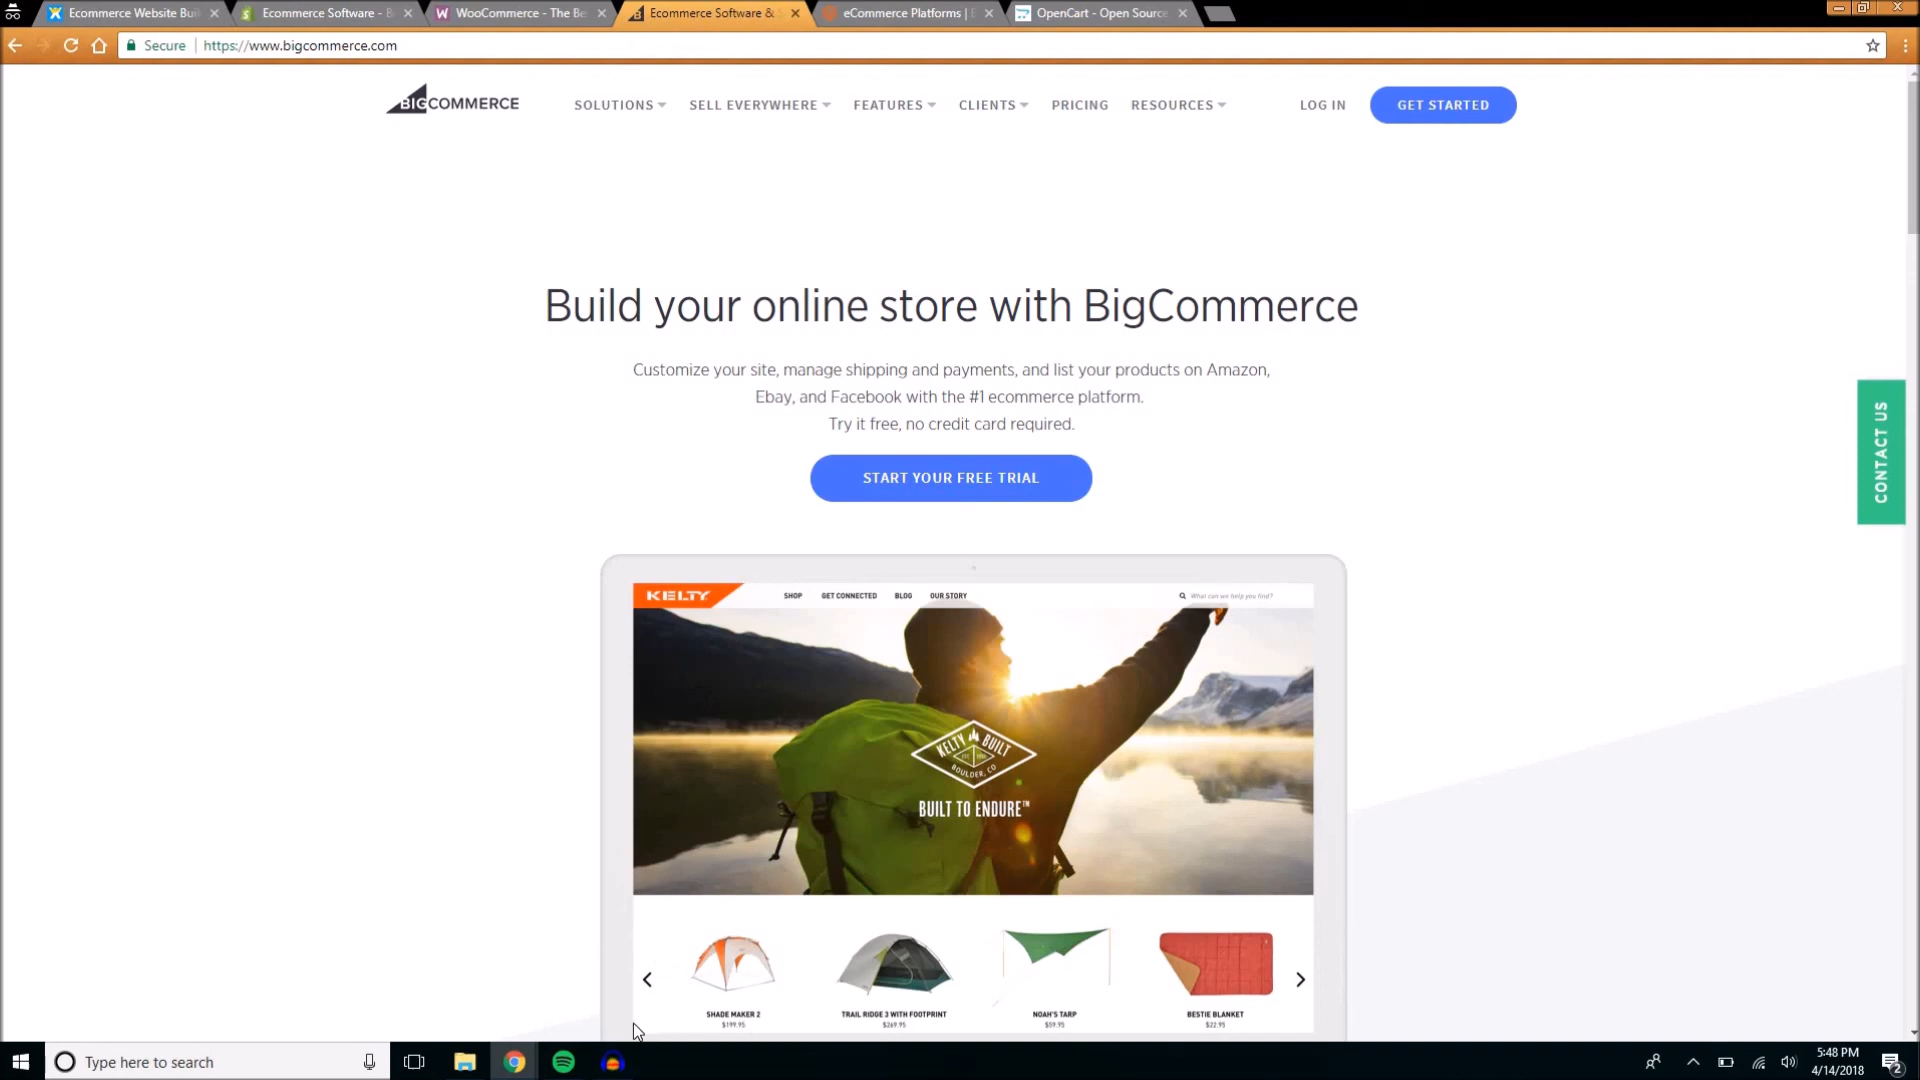 Ecommerce Website Bui
Ecommerce Software - B
WooCommerce - The Be
Ecommerce Software & S
eCommerce Platforms | B
OpenCart - Open Source
Secure
https://www.bigcommerce.com
BIGCOMMERCE
SOLUTIONS
SELL EVERYWHERE
FEATURES
CLIENTS
PRICING
RESOURCES
LOG IN
GET STARTED
Build your online store with BigCommerce
Customize your site, manage shipping and payments, and list your products on Amazon,
Ebay, and Facebook with the #1 ecommerce platform.
Try it free, no credit card required.
START YOUR FREE TRIAL
CONTACT US
KELTY
SHOP
GET CONNECTED
BLOG
OUR STORY
What can we help you find?
KELTY BUILT
BOULDER, CO
BUILT TO ENDURE™
SHADE MAKER 2
$199.95
TRAIL RIDGE 3 WITH FOOTPRINT
$269.95
NOAH'S TARP
$59.95
BESTIE BLANKET
$22.95
Type here to search
5:48 PM
4/14/2018
2